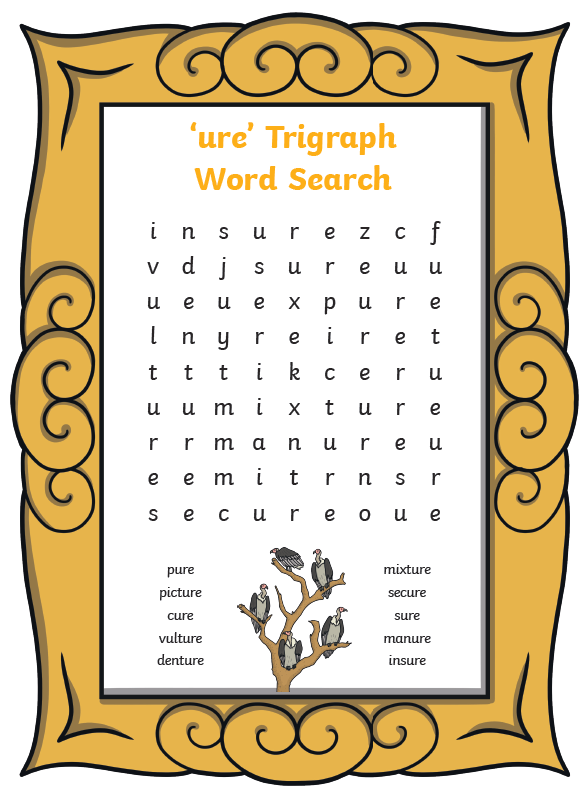 ‘ure’ Trigraph
Word Search
i n s u r e z c f
v d j s u r e u u
u e u e x p u r e
l n y r e i r e t
t t t i k c e r u
u u m i x t u r e
r r m a n u r e u
e e m i t r n s r
s e c u r e o u e
pure
picture
cure
vulture
denture
mixture
secure
sure
manure
insure